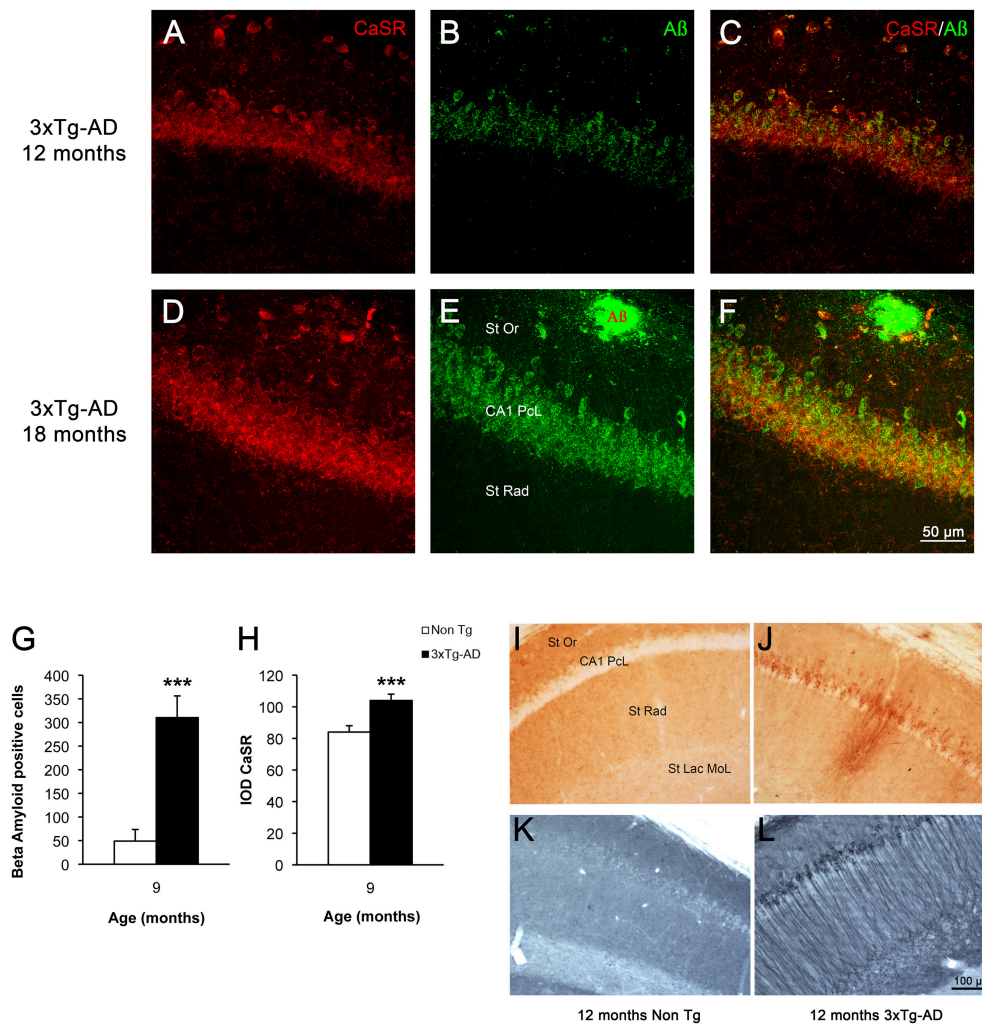 A
CaSR
B
Aß
C
CaSR/Aß
3xTg-AD
12 months
D
E
Aß
St Or
CA1 PcL
St Rad
F
50 µm
3xTg-AD
18 months
G
Beta Amyloid positive cells
400
350
300
250
200
150
100
50
0
***
9
Age (months)
H
IOD CaSR
120
100
80
60
40
20
0
***
9
Age (months)
Non Tg
3xTg-AD
I
St Or
CA1 PcL
St Rad
St Lac MoL
J
K
L
100 µ
12 months Non Tg
12 months 3xTg-AD